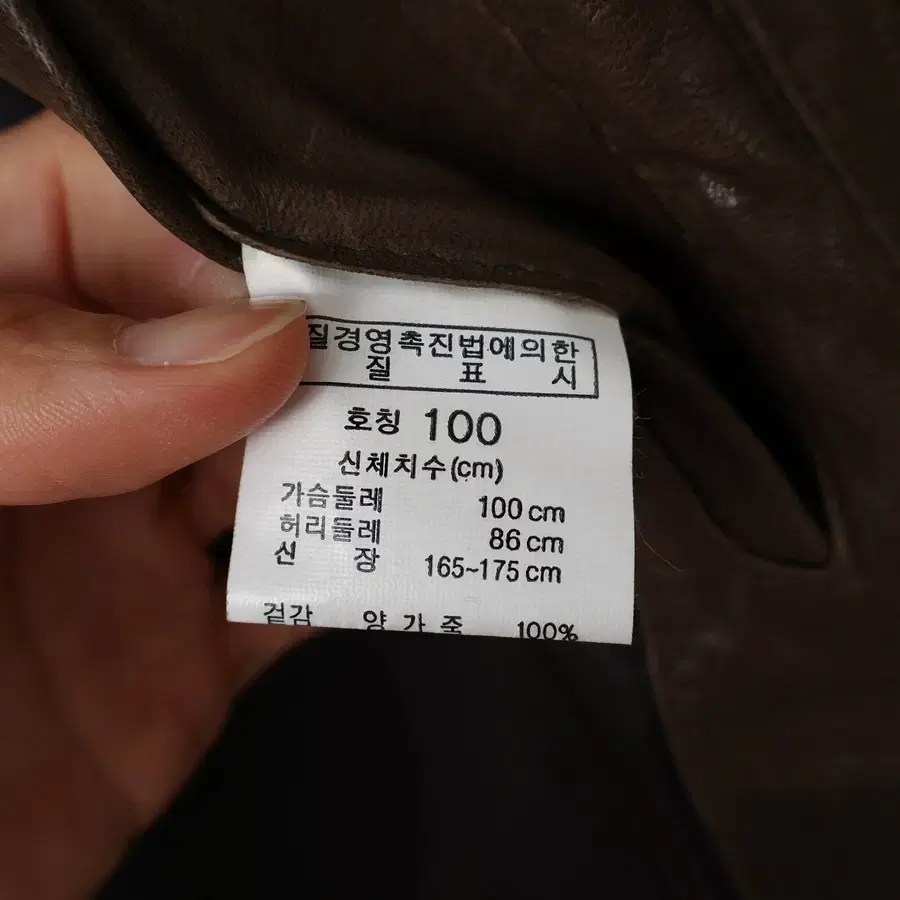 질경영촉진법에의한
질 표 시
호칭 100
신체치수(cm)
가슴둘레 100 cm
허리둘레 86 cm
신 장 165~175 cm
겉감 양 가 죽 100%